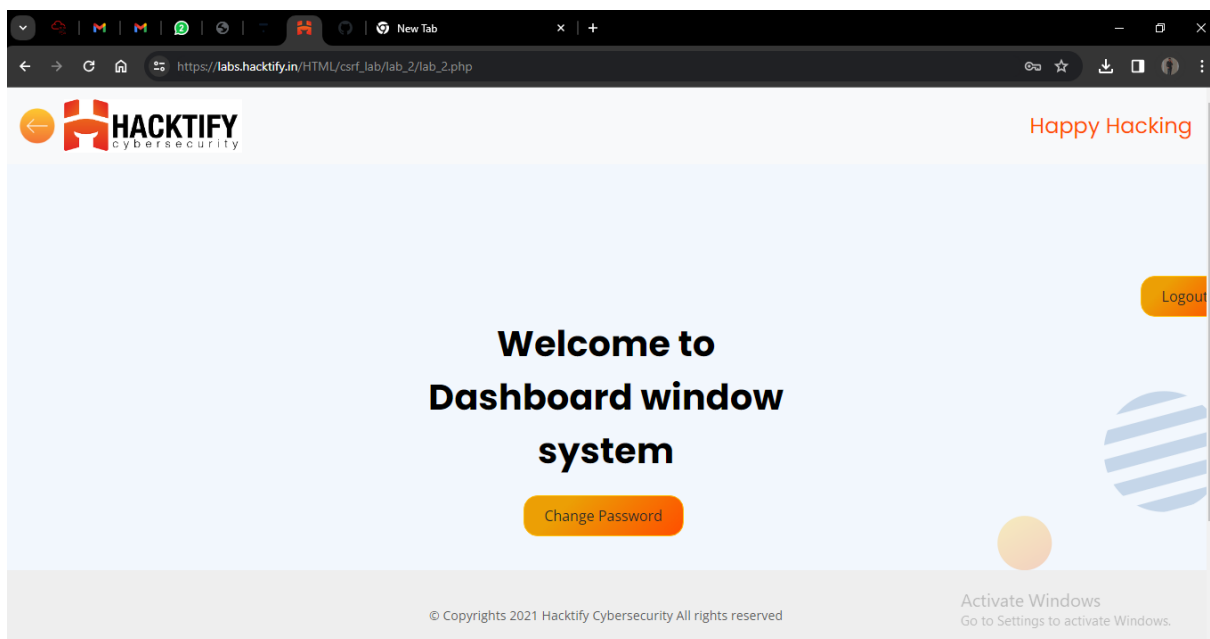 2
New Tab
https://labs.hacktify.in/HTML/csrf_lab/lab_2/lab_2.php
HACKTIFY
cybersecurity
Happy Hacking
Logout
Welcome to
Dashboard window
system
Change Password
© Copyrights 2021 Hacktify Cybersecurity All rights reserved
Activate Windows
Go to Settings to activate Windows.